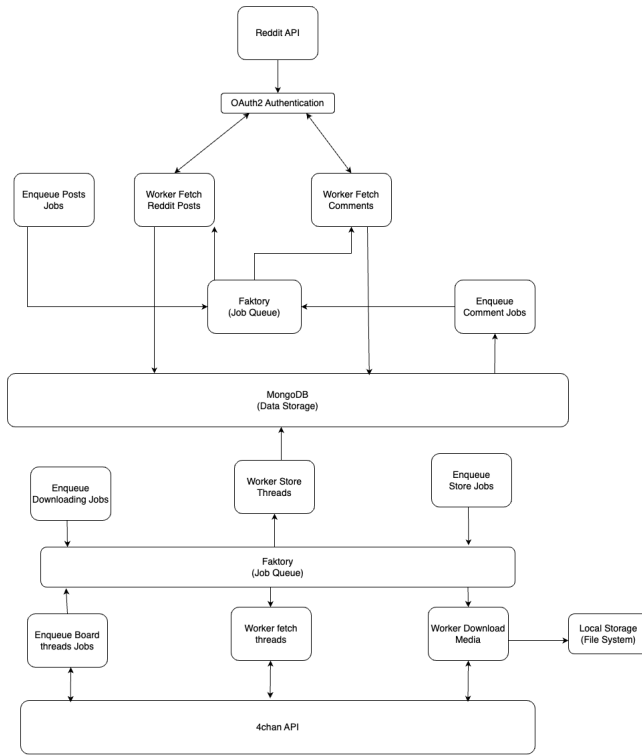 Reddit API
OAuth2 Authentication
Enqueue Posts
Jobs
Worker Fetch
Reddit Posts
Worker Fetch
Comments
Faktory
(Job Queue)
Enqueue
Comment Jobs
MongoDB
(Data Storage)
Enqueue
Downloading Jobs
Worker Store
Threads
Enqueue
Store Jobs
Faktory
(Job Queue)
Enqueue Board
threads Jobs
Worker fetch
threads
Worker Download
Media
Local Storage
(File System)
4chan API